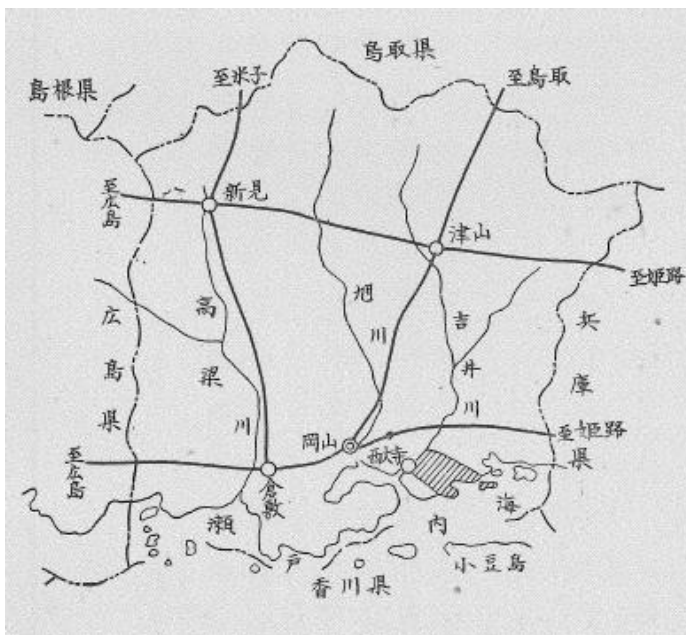 鳥取県
島根県
至米子
至鳥取
至広島
新見
津山
至姫路
高梁川
旭川
吉井川
広島県
兵庫県
岡山
至姫路
西大寺
至広島
倉敷
瀬戸内海
小豆島
香川県